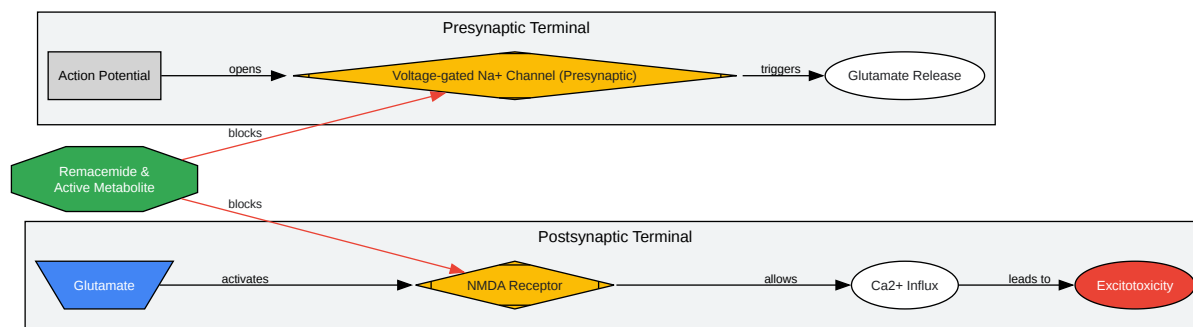 Presynaptic Terminal
Action Potential
opens
Voltage-gated Na+ Channel (Presynaptic)
triggers
Glutamate Release
blocks
Remacemide &
Active Metabolite
blocks
Postsynaptic Terminal
Glutamate
activates
NMDA Receptor
allows
Ca2+ Influx
leads to
Excitotoxicity